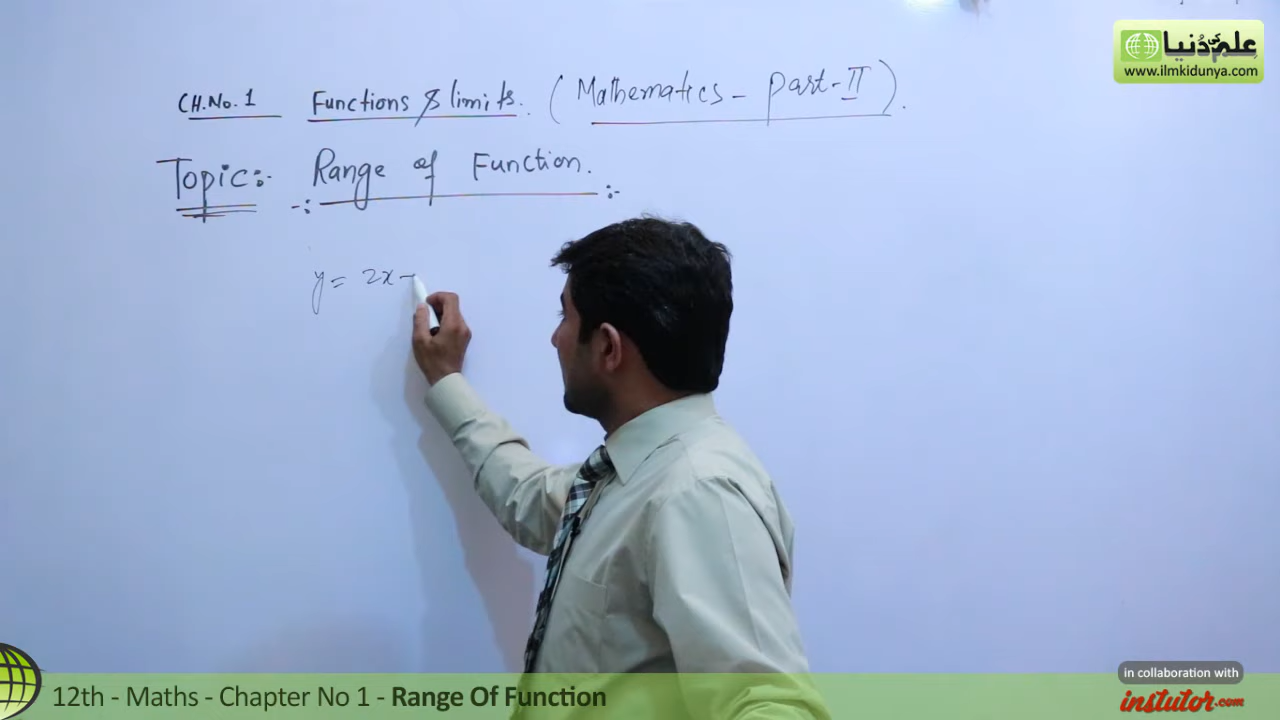 علم کی دُنیا
www.ilmkidunya.com
CH.No.1 Functions & limits. (Mathematics - Part-II).
Topic:- Range of Function.
y = 2x -
12th - Maths - Chapter No 1 - Range Of Function
in collaboration with
instutor.com